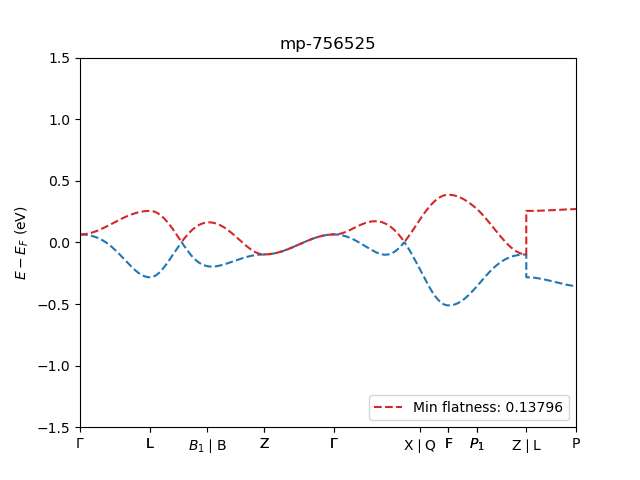 mp-756525
E − E_F (eV)
1.5
1.0
0.5
0.0
−0.5
−1.0
−1.5
Min flatness: 0.13796
Γ L B₁ | B Z Γ X | Q F P₁ Z | L P